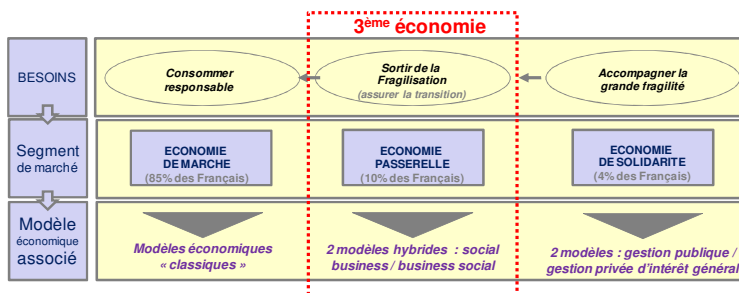 3ème économie
BESOINS
Consommer
responsable
Sortir de la
Fragilisation
(assurer la transition)
Accompagner la
grande fragilité
Segment
de marché
ECONOMIE
DE MARCHE
(85% des Français)
ECONOMIE
PASSERELLE
(10% des Français)
ECONOMIE
DE SOLIDARITE
(4% des Français)
Modèle
économique
associé
Modèles économiques
« classiques »
2 modèles hybrides : social
business / business social
2 modèles : gestion publique /
gestion privée d'intérêt général